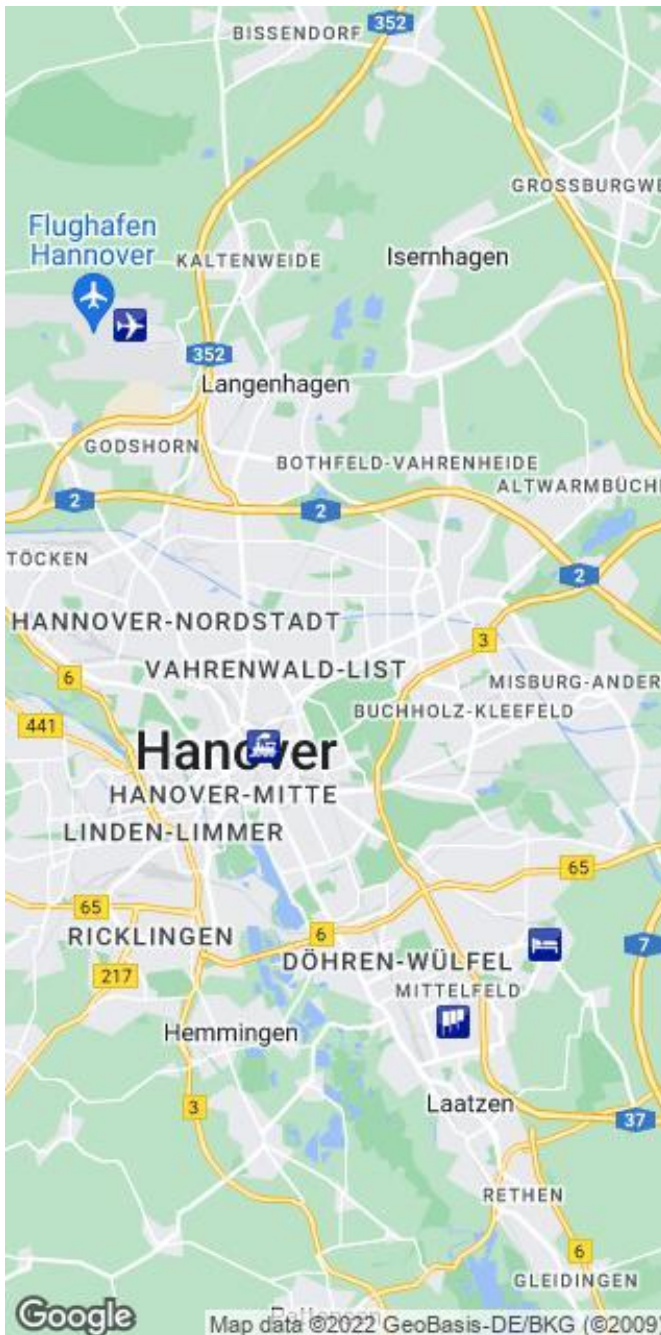 352
BISSENDORF
GROSSBURGWE
Flughafen
Hannover
KALTENWEIDE
Isernhagen
352
Langenhagen
GODSHORN
BOTHFELD-VAHRENHEIDE
ALTWARMBÜCH
2
2
TÖCKEN
2
HANNOVER-NORDSTADT
3
VAHRENWALD-LIST
6
MISBURG-ANDER
BUCHHOLZ-KLEEFELD
441
Hanover
HANOVER-MITTE
LINDEN-LIMMER
65
65
RICKLINGEN
6
7
DÖHREN-WÜLFEL
217
MITTELFELD
Hemmingen
Laatzen
3
37
RETHEN
6
GLEIDINGEN
Google
Map data ©2022 GeoBasis-DE/BKG (©2009)